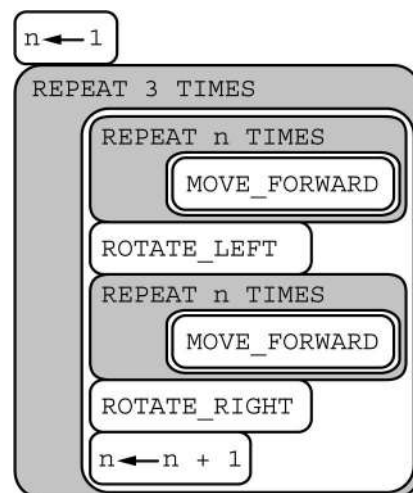 n ← 1
REPEAT 3 TIMES
REPEAT n TIMES
MOVE_FORWARD
ROTATE_LEFT
REPEAT n TIMES
MOVE_FORWARD
ROTATE_RIGHT
n ← n + 1